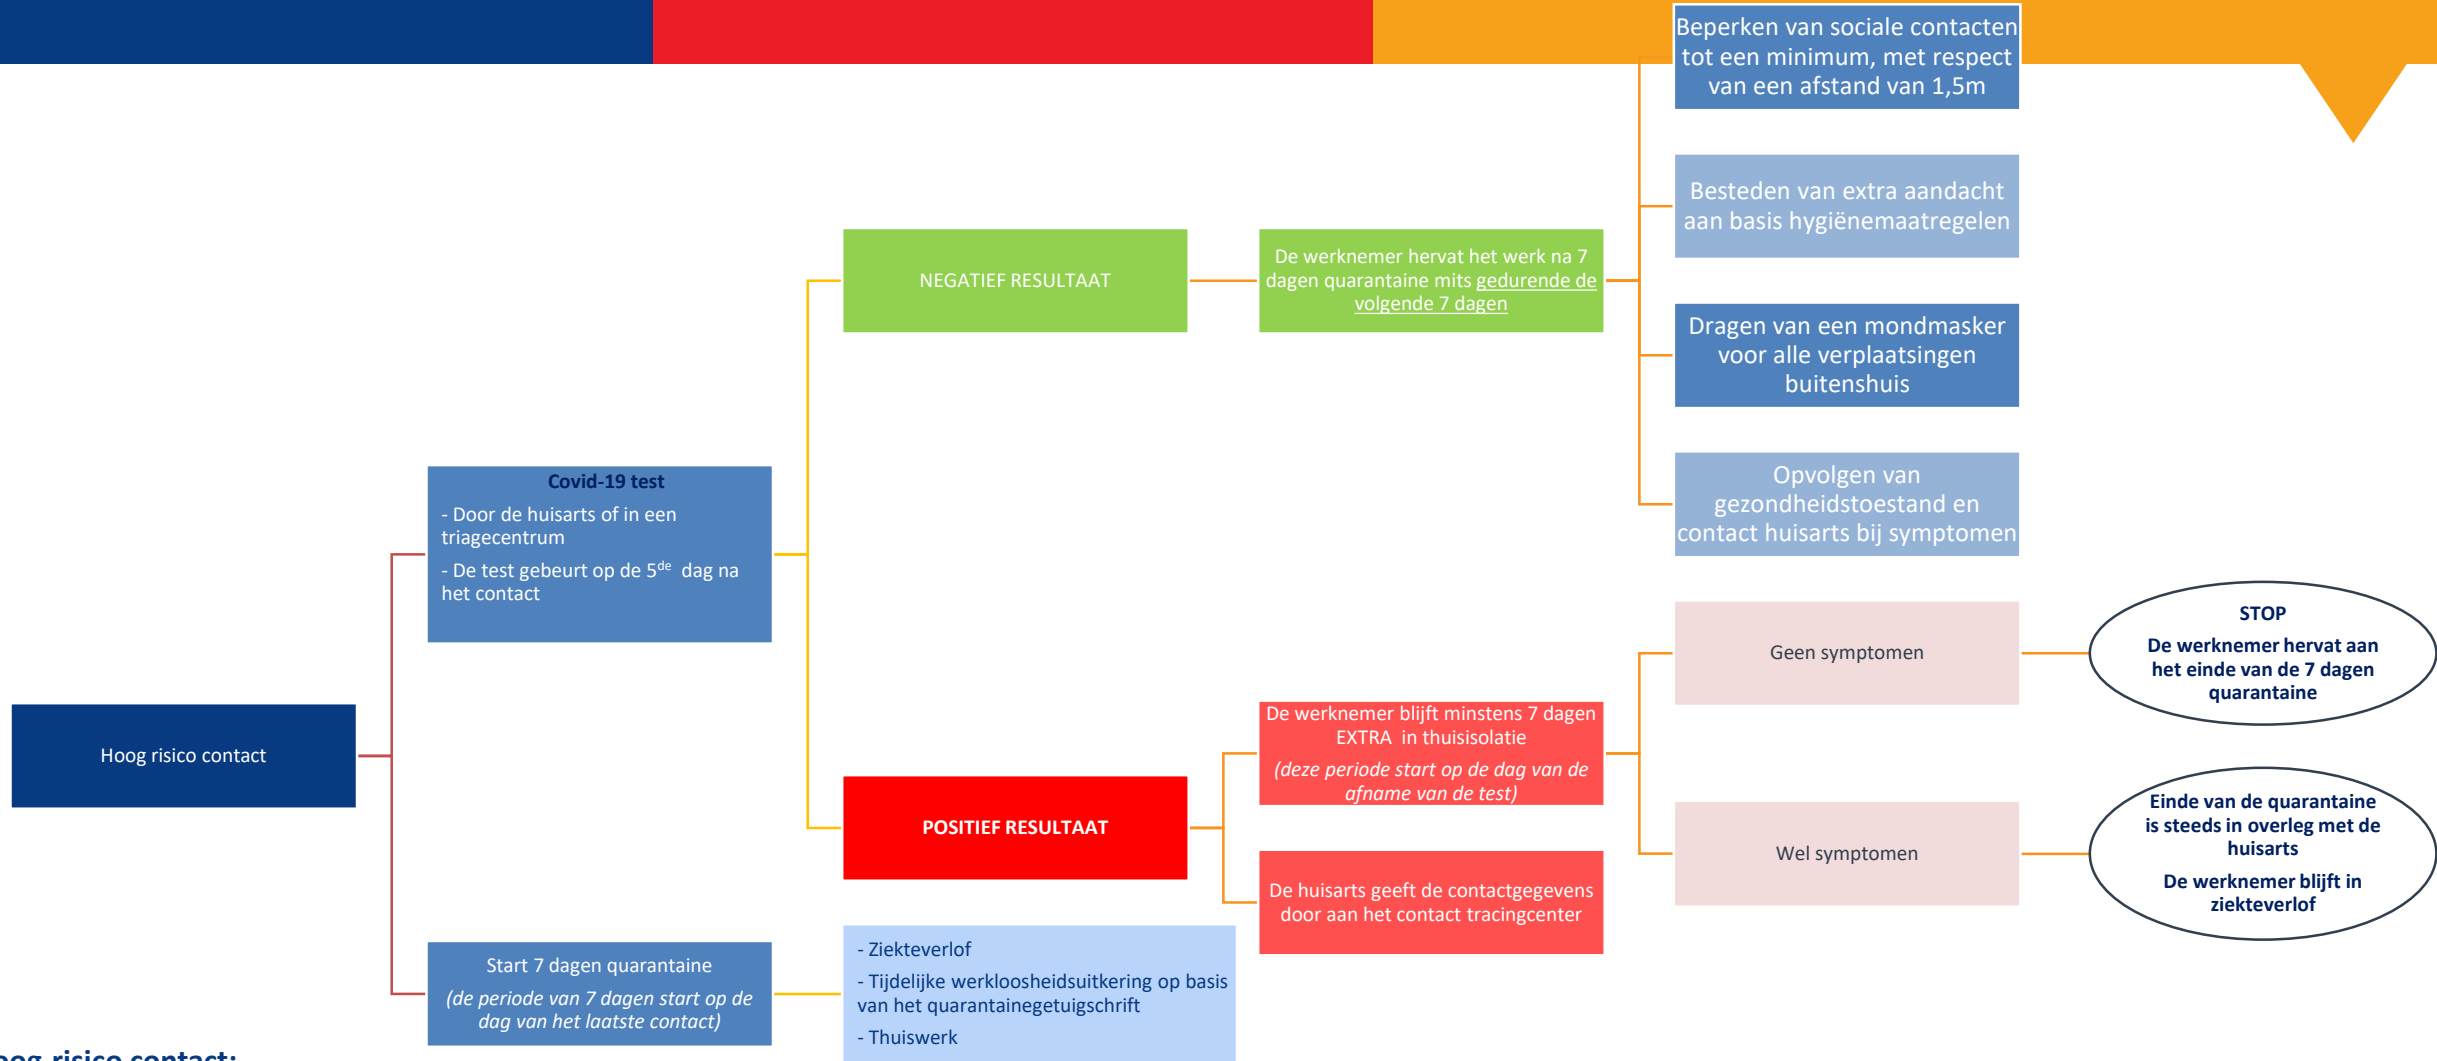 Hoog risico contact
Covid-19 test
- Door de huisarts of in een
triagecentrum
- De test gebeurt op de 5de dag na
het contact
Start 7 dagen quarantaine
(de periode van 7 dagen start op de
dag van het laatste contact)
NEGATIEF RESULTAAT
De werknemer hervat het werk na 7
dagen quarantaine mits gedurende de
volgende 7 dagen
Beperken van sociale contacten
tot een minimum, met respect
van een afstand van 1,5m
Besteden van extra aandacht
aan basis hygiënemaatregelen
Dragen van een mondmasker
voor alle verplaatsingen
buitenshuis
Opvolgen van
gezondheidstoestand en
contact huisarts bij symptomen
POSITIEF RESULTAAT
De werknemer blijft minstens 7 dagen
EXTRA in thuisisolatie
(deze periode start op de dag van de
afname van de test)
De huisarts geeft de contactgegevens
door aan het contact tracingcenter
Geen symptomen
STOP
De werknemer hervat aan
het einde van de 7 dagen
quarantaine
Wel symptomen
Einde van de quarantaine
is steeds in overleg met de
huisarts
De werknemer blijft in
ziekteverlof
- Ziekteverlof
- Tijdelijke werkloosheidsuitkering op basis
van het quarantainegetuigschrift
- Thuiswerk
risico contact: